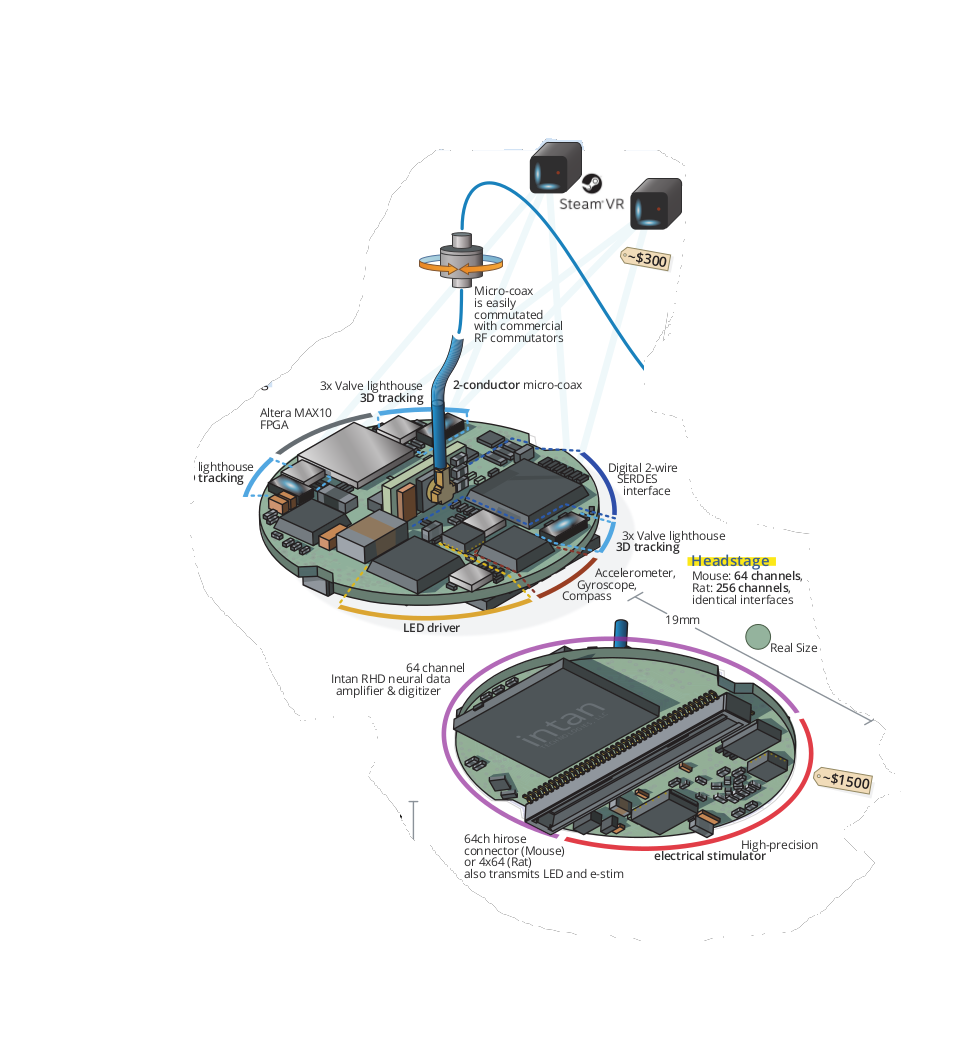 Steam VR
~$300
Micro-coax
is easily
commutated
with commercial
RF commutators
3x Valve lighthouse
3D tracking
2-conductor micro-coax
Altera MAX10
FPGA
lighthouse
tracking
Digital 2-wire
SERDES
interface
3x Valve lighthouse
3D tracking
Headstage
Mouse: 64 channels,
Rat: 256 channels,
identical interfaces
Accelerometer,
Gyroscope,
Compass
19mm
LED driver
Real Size
64 channel
Intan RHD neural data
amplifier & digitizer
intan
~$1500
64ch hirose
connector (Mouse)
or 4x64 (Rat)
also transmits LED and e-stim
High-precision
electrical stimulator